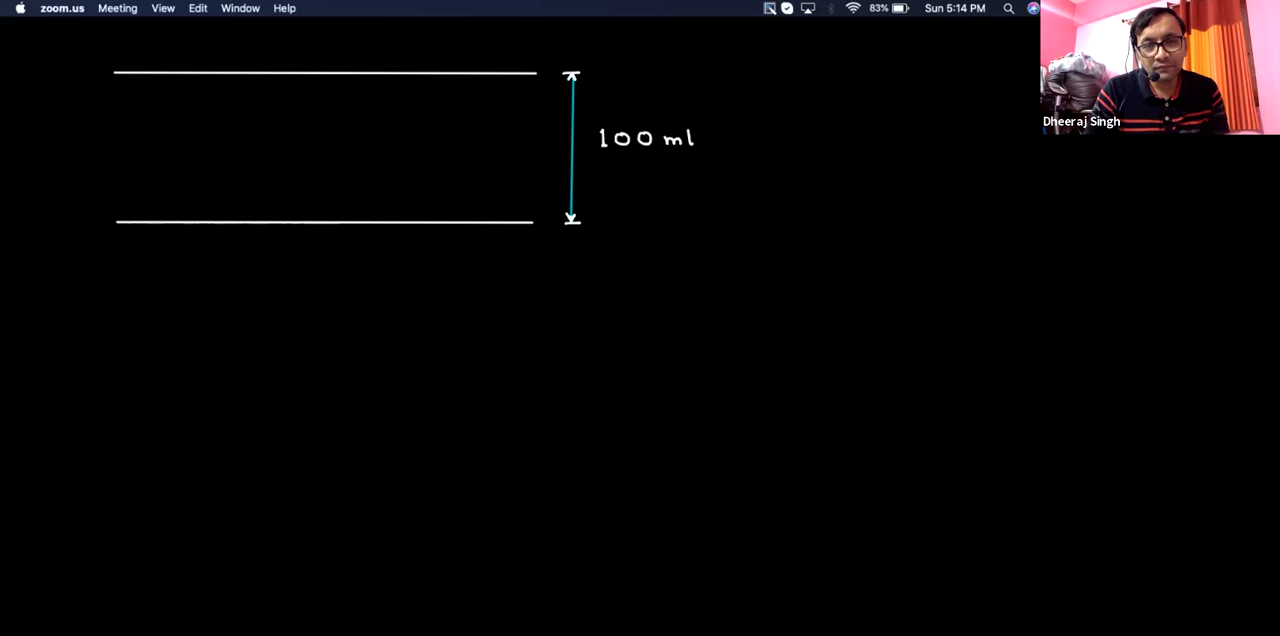 zoom.us Meeting View Edit Window Help 83% Sun 5:14 PM
Dheeraj Singh
100 ml